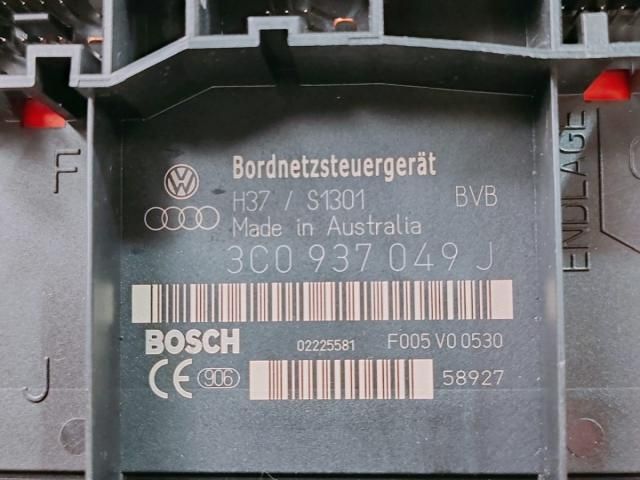 F
Bordnetzsteuergerät
H37 / S1301 BVB
Made in Australia
3C0 937 049 J
ENDLAGE
BOSCH 02225581 F005 V0 0530
CE 906 58927
J